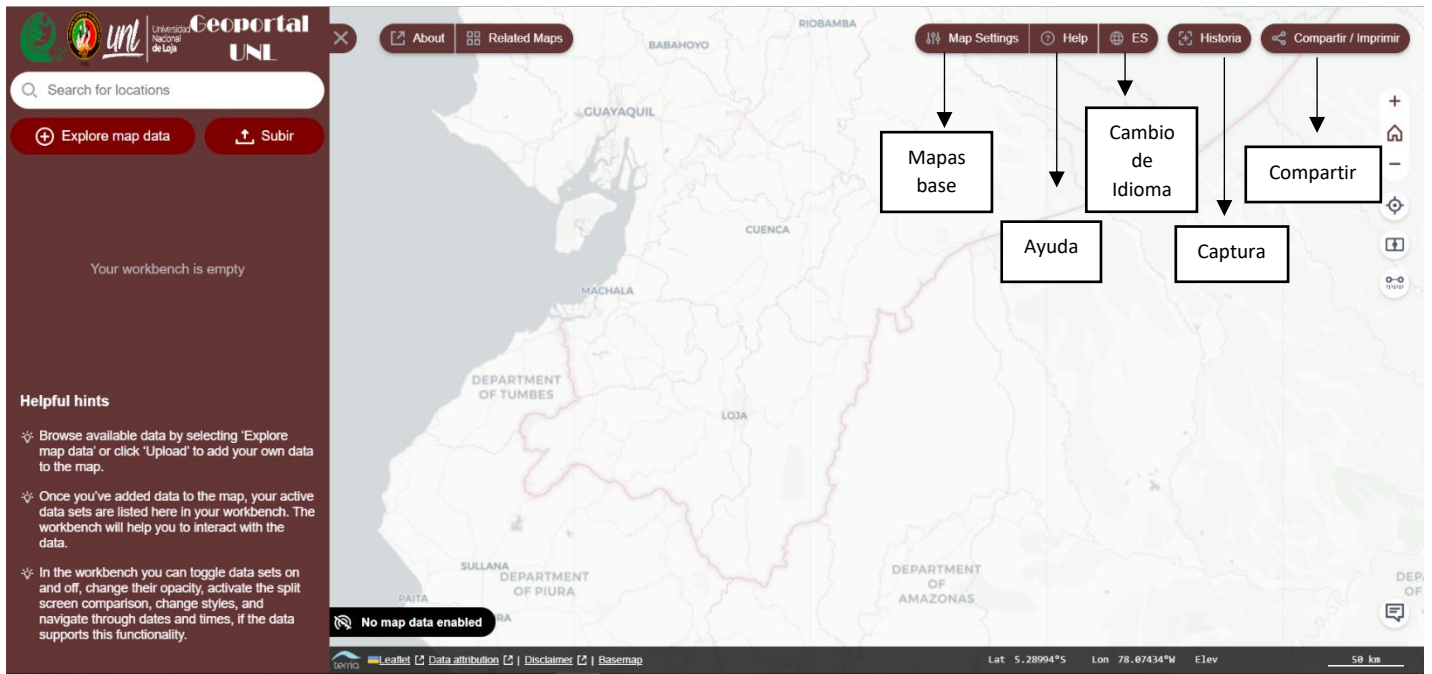 unl
Universidad
Nacional
de Loja
Geoportal
UNL
Search for locations
Explore map data
Subir
Your workbench is empty
Helpful hints
Browse available data by selecting 'Explore
map data' or click 'Upload' to add your own data
to the map.
Once you've added data to the map, your active
data sets are listed here in your workbench. The
workbench will help you to interact with the
data.
In the workbench you can toggle data sets on
and off, change their opacity, activate the split
screen comparison, change styles, and
navigate through dates and times, if the data
supports this functionality.
About
Related Maps
Map Settings
Help
ES
Historia
Compartir / Imprimir
Mapas
base
Ayuda
Cambio
de
Idioma
Captura
Compartir
RIOBAMBA
BABAHOYO
GUAYAQUIL
CUENCA
MACHALA
DEPARTMENT
OF TUMBES
LOJA
SULLANA
DEPARTMENT
OF PIURA
PAITA
DEPARTMENT
OF
AMAZONAS
DEP
OF
RA
No map data enabled
terria
Leaflet | Data attribution | Disclaimer | Basemap
Lat 5.28994°S Lon 78.07434°W Elev
50 km